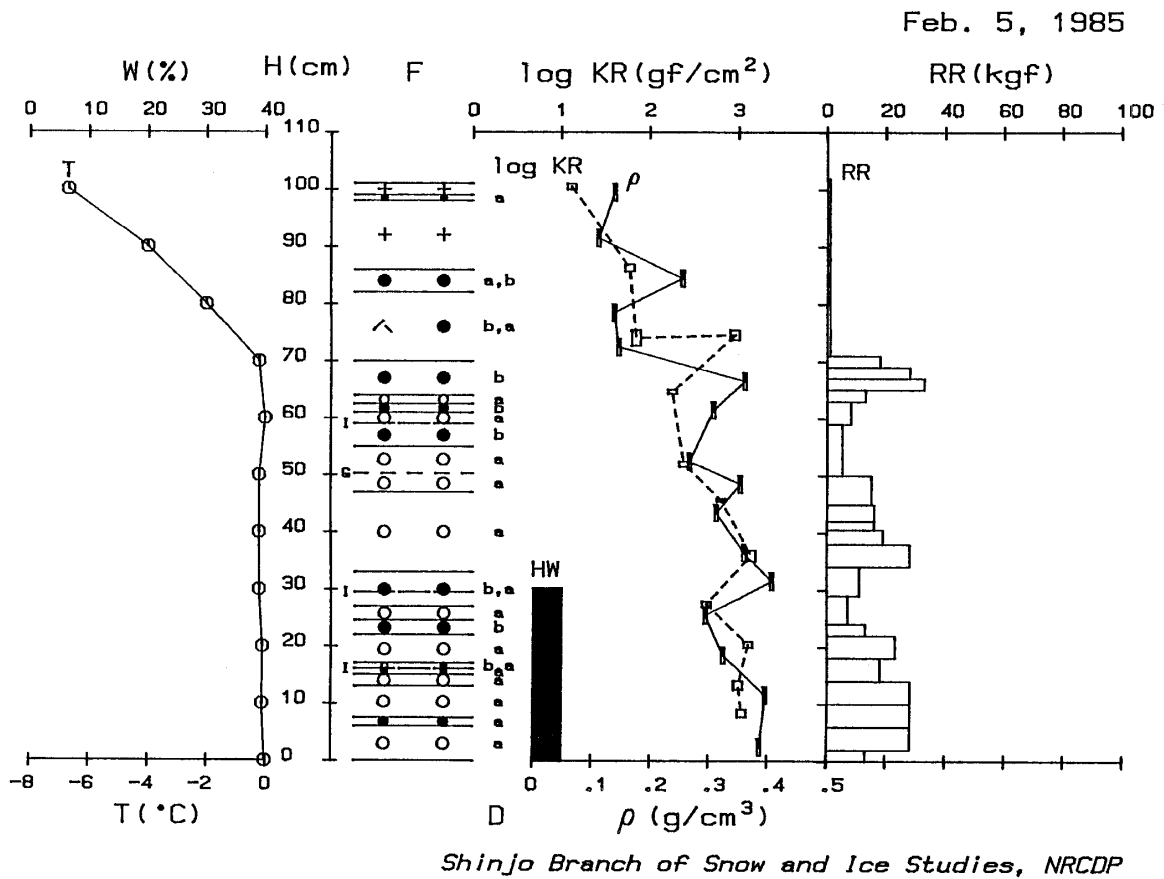 Feb. 5, 1985
W(%) H(cm) F log KR(gf/cm²) RR(kgf)
0 10 20 30 40 0 1 2 3 0 20 40 60 80 100
110
T log KR ρ RR
100
a
90
a,b
80
b,a
70
b
a
b
60 a
I
b
a
50 G
a
40 a
HW
30 I b,a
a
b
20 a
I b,a
a
a
10 a
a
a
0
-8 -6 -4 -2 0 0 .1 .2 .3 .4 .5
T(°C) D ρ (g/cm³)
Shinjo Branch of Snow and Ice Studies, NRCDP